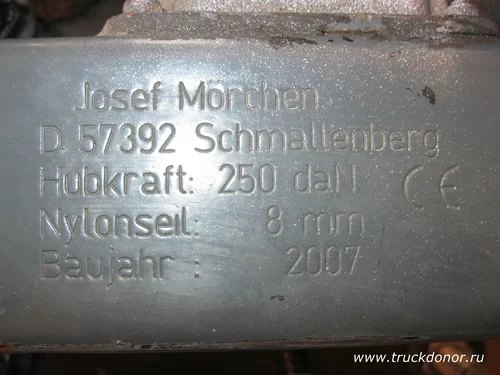 Josef Mörchen
D 57392 Schmallenberg
Hubkraft: 250 daN CE
Nylonseil: 8 mm
Baujahr : 2007
www.truckdonor.ru